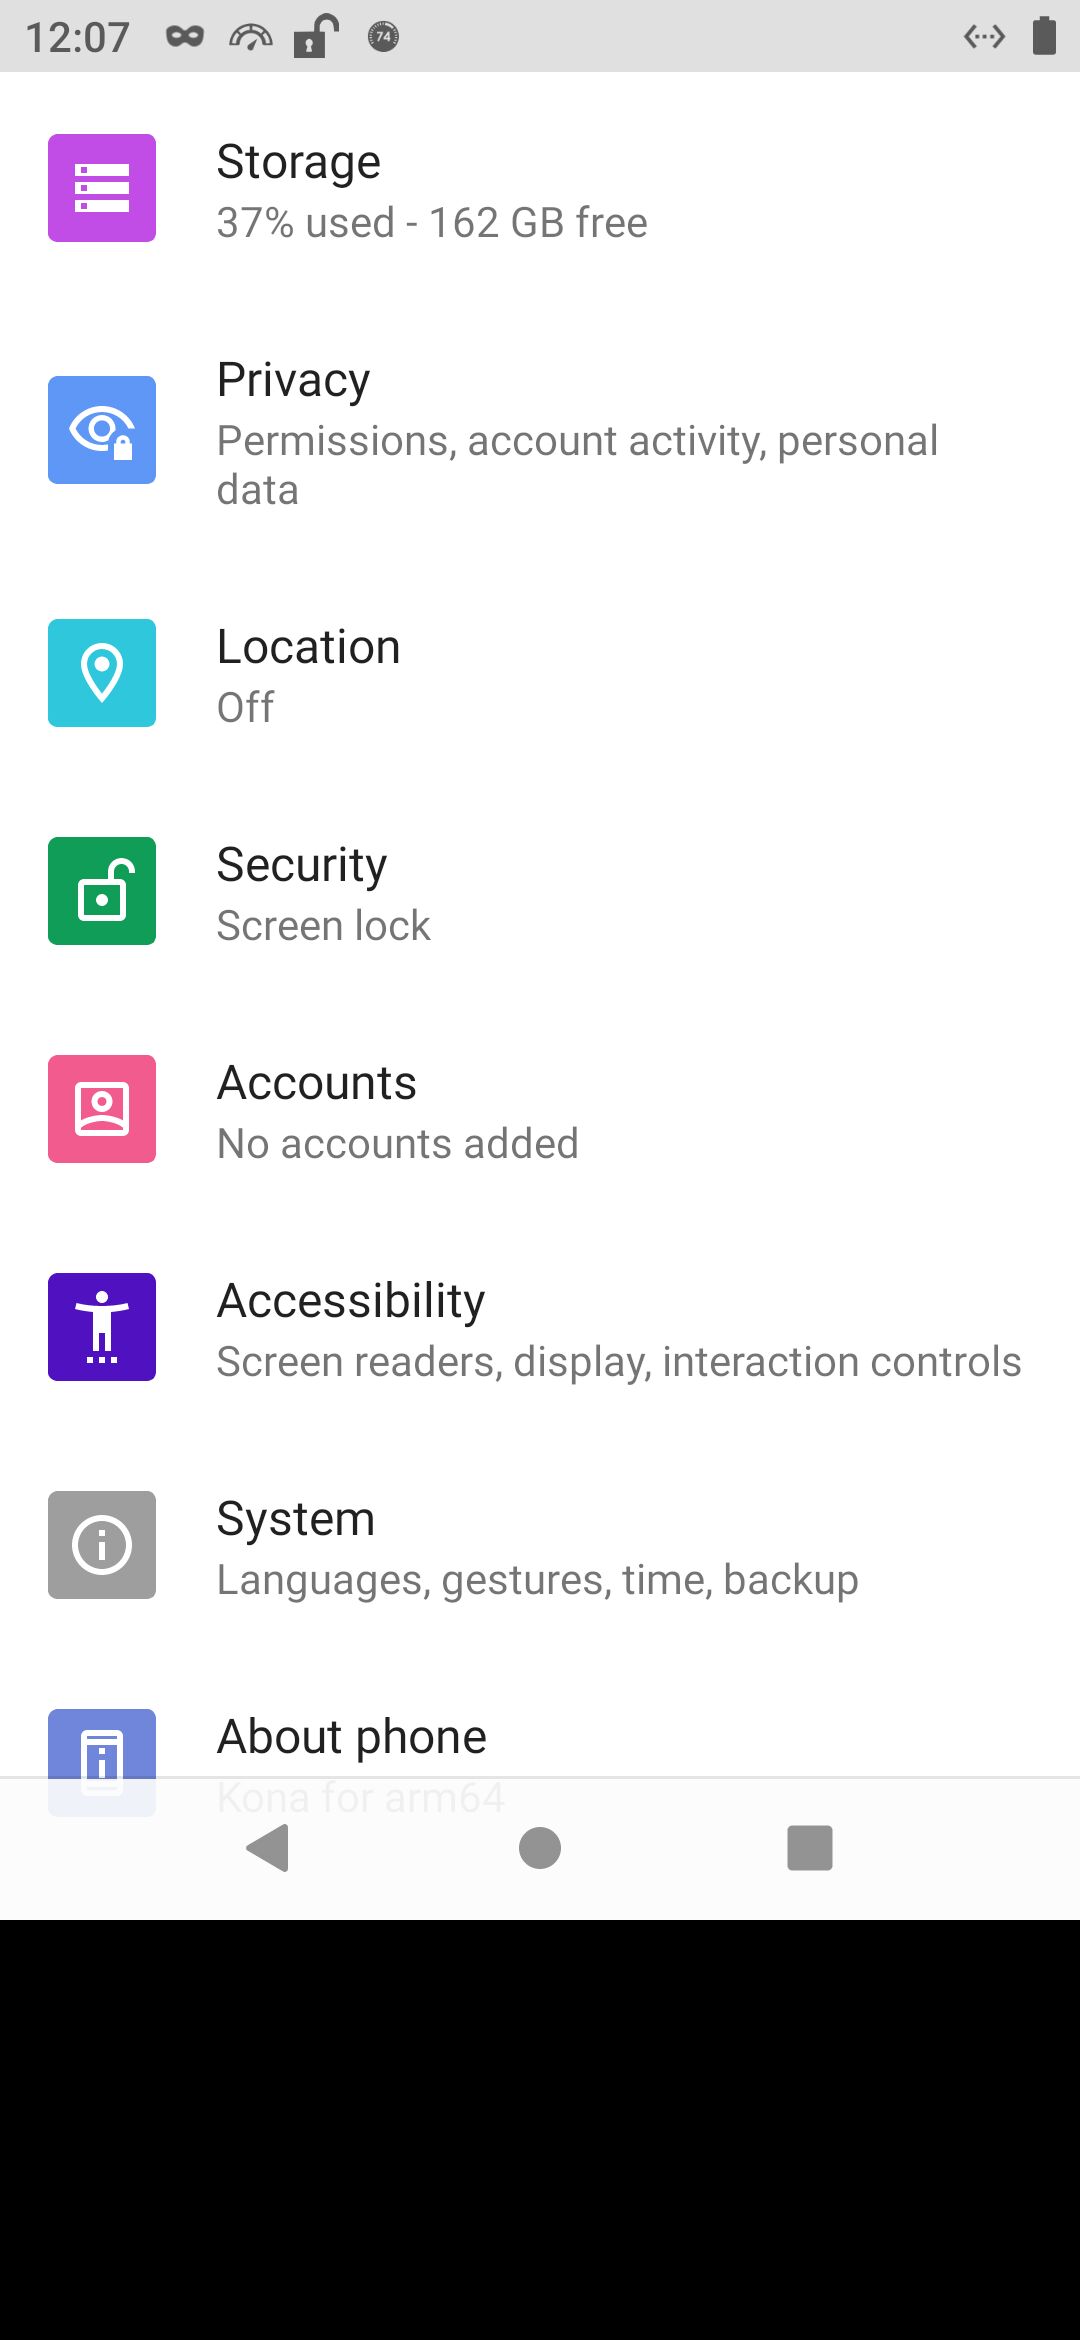 12:07 74
Storage
37% used - 162 GB free
Privacy
Permissions, account activity, personal
data
Location
Off
Security
Screen lock
Accounts
No accounts added
Accessibility
Screen readers, display, interaction controls
System
Languages, gestures, time, backup
About phone
Kona for arm64